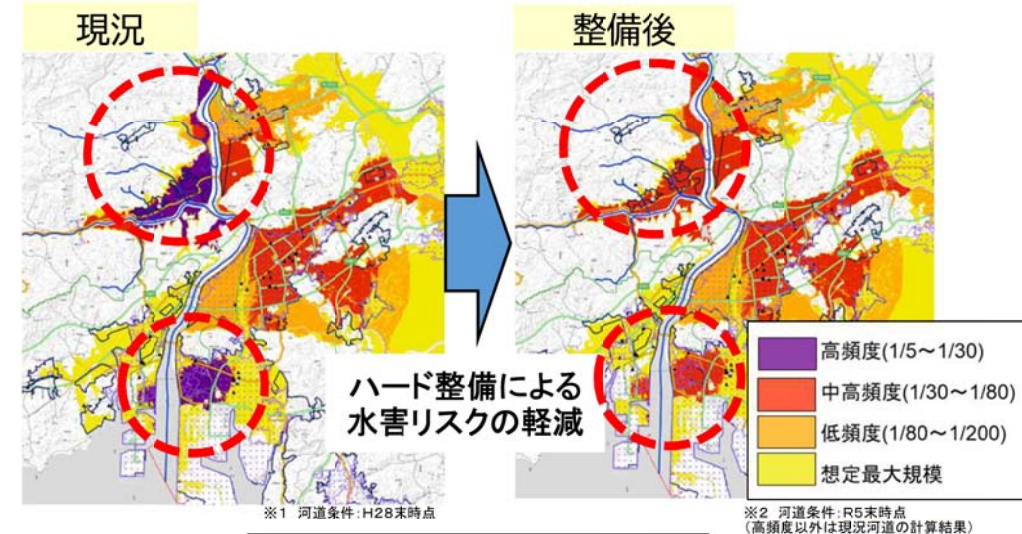 現況
整備後
ハード整備による
水害リスクの軽減
高頻度(1/5～1/30)
中高頻度(1/30～1/80)
低頻度(1/80～1/200)
想定最大規模
※1 河道条件:H28末時点
※2 河道条件:R5末時点
(高頻度以外は現況河道の計算結果)